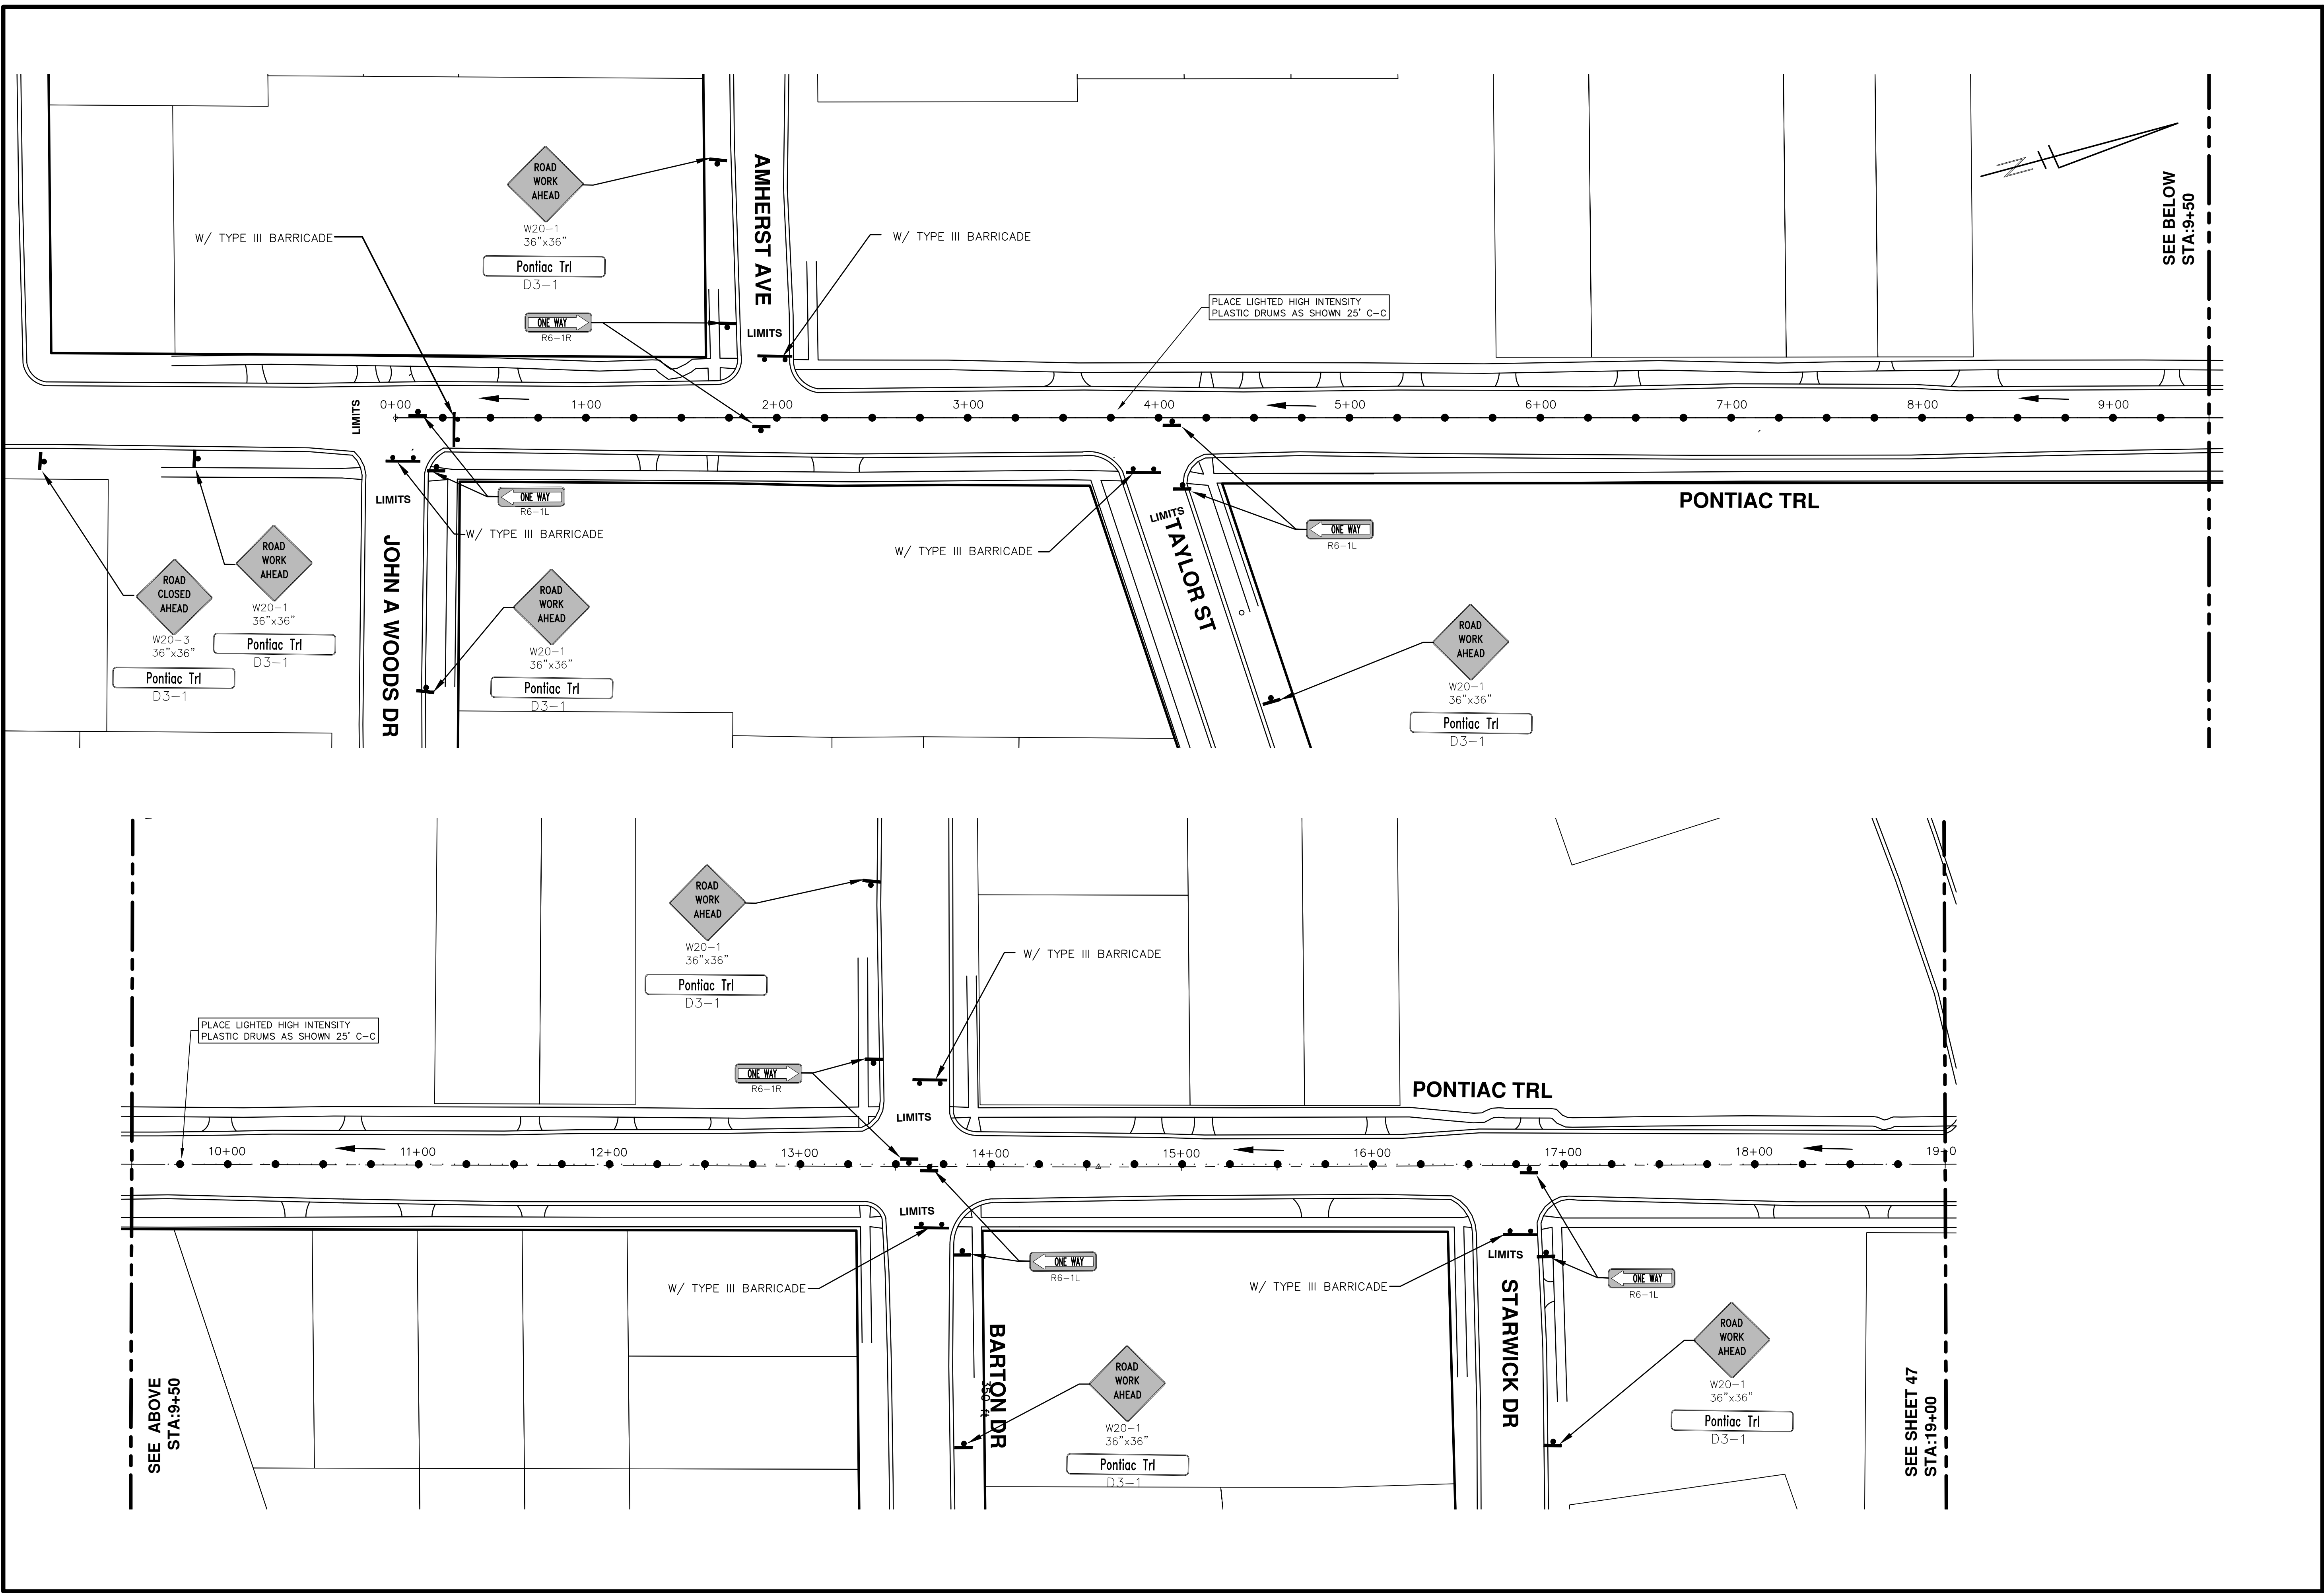 ROAD
WORK
AHEAD
W20-1
36"x36"
Pontiac Trl
D3-1
AMHERST AVE
W/ TYPE III BARRICADE
W/ TYPE III BARRICADE
ONE WAY
R6-1R
LIMITS
PLACE LIGHTED HIGH INTENSITY
PLASTIC DRUMS AS SHOWN 25' C-C
N
SEE BELOW
STA:9+50
LIMITS
0+00
1+00
2+00
3+00
4+00
5+00
6+00
7+00
8+00
9+00
LIMITS
ONE WAY
R6-1L
W/ TYPE III BARRICADE
LIMITS
W/ TYPE III BARRICADE
ONE WAY
R6-1L
PONTIAC TRL
JOHN A WOODS DR
TAYLOR ST
ROAD
CLOSED
AHEAD
W20-3
36"x36"
Pontiac Trl
D3-1
ROAD
WORK
AHEAD
W20-1
36"x36"
Pontiac Trl
D3-1
ROAD
WORK
AHEAD
W20-1
36"x36"
Pontiac Trl
D3-1
ROAD
WORK
AHEAD
W20-1
36"x36"
Pontiac Trl
D3-1
ROAD
WORK
AHEAD
W20-1
36"x36"
Pontiac Trl
D3-1
W/ TYPE III BARRICADE
PLACE LIGHTED HIGH INTENSITY
PLASTIC DRUMS AS SHOWN 25' C-C
ONE WAY
R6-1R
LIMITS
PONTIAC TRL
10+00
11+00
12+00
13+00
14+00
15+00
16+00
17+00
18+00
19+0
LIMITS
W/ TYPE III BARRICADE
ONE WAY
R6-1L
W/ TYPE III BARRICADE
LIMITS
ONE WAY
R6-1L
BARTON DR
350 ft
STARWICK DR
ROAD
WORK
AHEAD
W20-1
36"x36"
Pontiac Trl
D3-1
ROAD
WORK
AHEAD
W20-1
36"x36"
Pontiac Trl
D3-1
SEE ABOVE
STA:9+50
SEE SHEET 47
STA:19+00